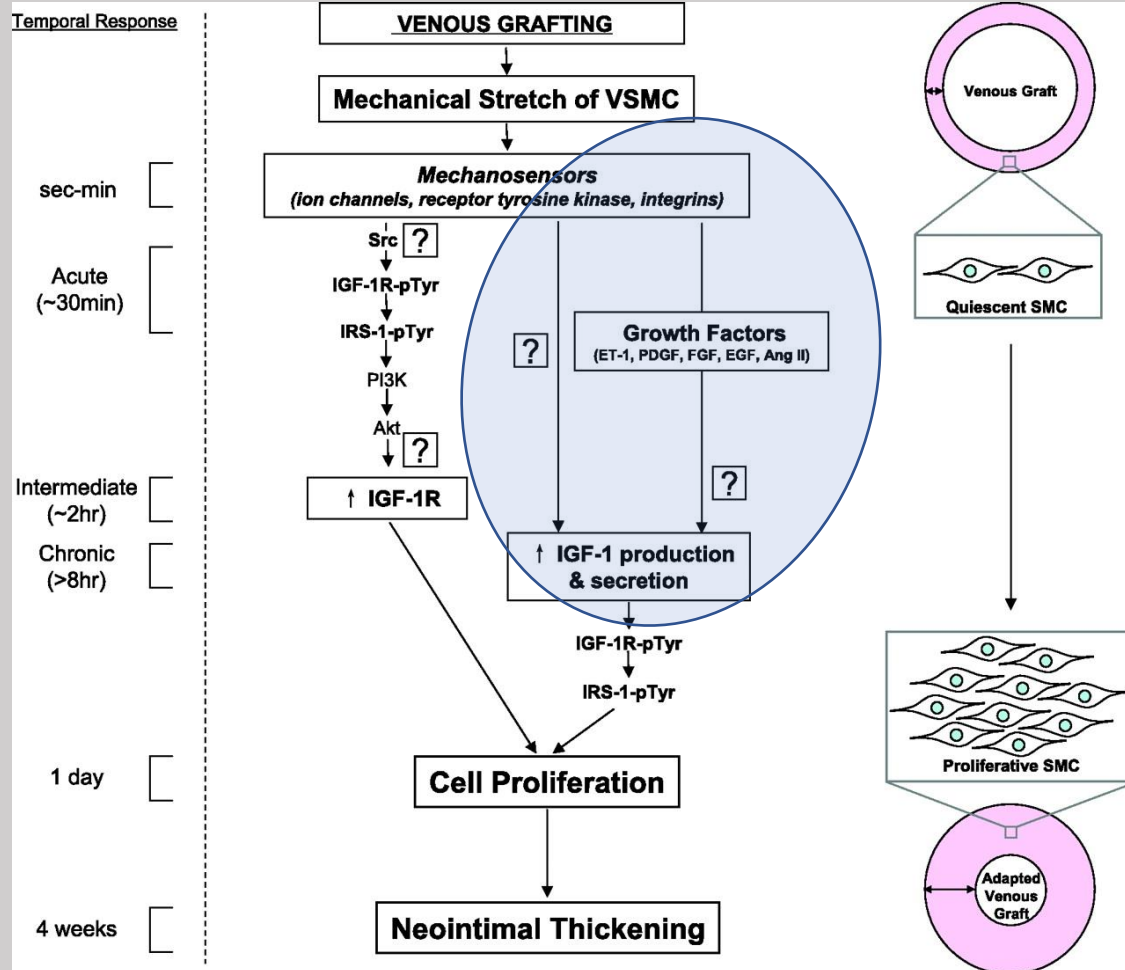 Temporal Response
VENOUS GRAFTING
Mechanical Stretch of VSMC
sec-min
Mechanosensors
(ion channels, receptor tyrosine kinase, integrins)
Src
?
Acute
(~30min)
IGF-1R-pTyr
IRS-1-pTyr
PI3K
Akt
?
?
Growth Factors
(ET-1, PDGF, FGF, EGF, Ang II)
?
Intermediate
(~2hr)
↑ IGF-1R
Chronic
(>8hr)
↑ IGF-1 production
& secretion
IGF-1R-pTyr
IRS-1-pTyr
1 day
Cell Proliferation
4 weeks
Neointimal Thickening
Venous Graft
Quiescent SMC
Proliferative SMC
Adapted
Venous
Graft